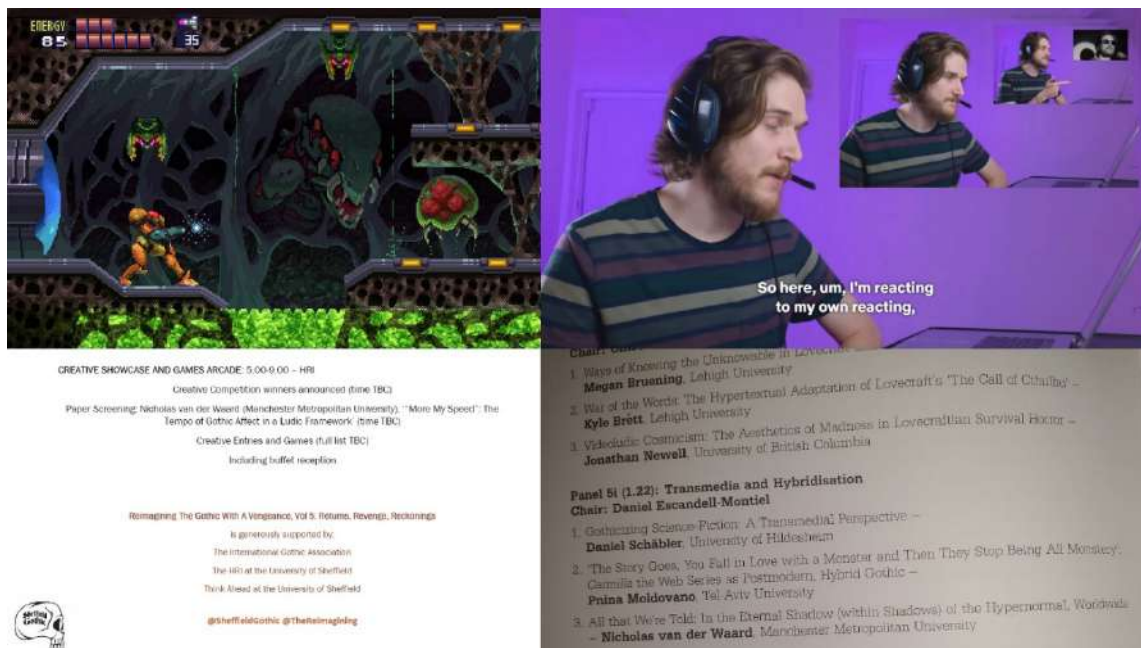 ENERGY
85
35
So here, um, I'm reacting
to my own reacting,
CREATIVE SHOWCASE AND GAMES ARCADE: 5.00-9.00 – HRI
Creative Competition winners announced (time TBC)
Paper Screening: Nicholas van der Waard (Manchester Metropolitan University), '"More My Speed": The
Tempo of Gothic Affect in a Ludic Framework' (time TBC)
Creative Entries and Games (full list TBC)
Including buffet reception
Reimagining The Gothic With A Vengeance, Vol 5: Returns, Revenge, Reckonings
is generously supported by:
The International Gothic Association
The HRI at the University of Sheffield
Think Ahead at the University of Sheffield
@SheffieldGothic @TheReimagining
Sheffield
Gothic
Chair:
1. Ways of Knowing the Unknowable in
Megan Bruening, Lehigh University
2. War of the Words: The Hypertextual Adaptation of Lovecraft's "The Call of Cthulhu" –
Kyle Brett, Lehigh University
3. Videoludic Cosmicism: The Aesthetics of Madness in Lovecraftian Survival Horror –
Jonathan Newell, University of British Columbia
Panel 5i (1.22): Transmedia and Hybridisation
Chair: Daniel Escandell-Montiel
1. Gothicizing Science-Fiction: A Transmedial Perspective –
Daniel Schäbler, University of Hildesheim
2. 'The Story Goes, You Fall in Love with a Monster and Then They Stop Being All Monstery':
Carmilla the Web Series as Postmodern, Hybrid Gothic –
Pnina Moldovano, Tel Aviv University
3. All that We're Told: In the Eternal Shadow (within Shadows) of the Hypernormal, Worldwide
– Nicholas van der Waard, Manchester Metropolitan University